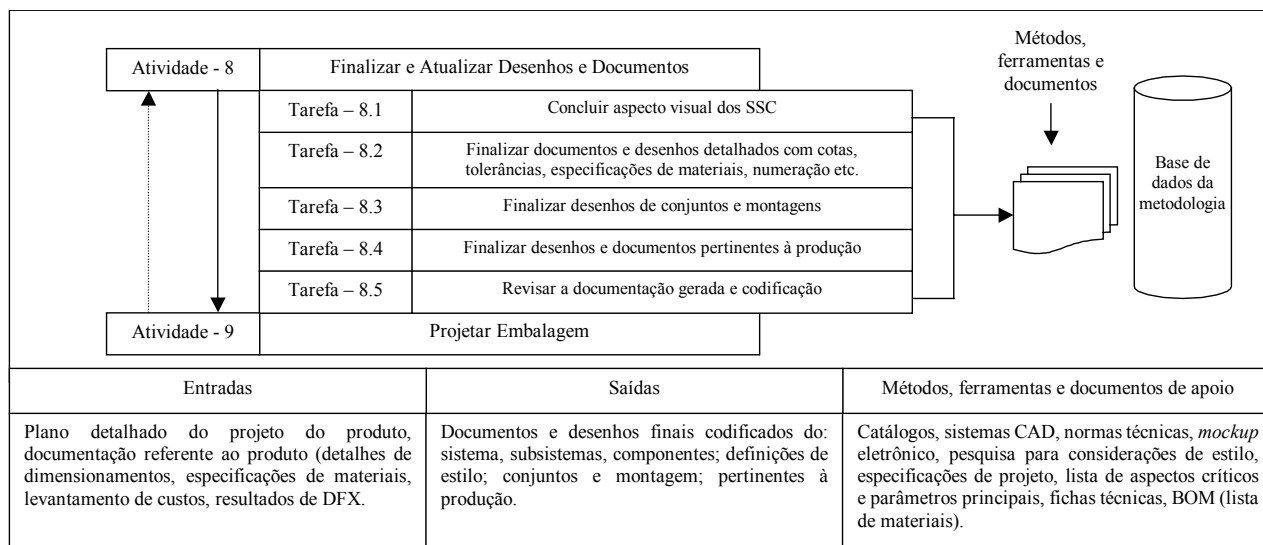 Atividade - 8
Finalizar e Atualizar Desenhos e Documentos
Métodos,
ferramentas e
documentos
Tarefa – 8.1
Concluir aspecto visual dos SSC
Tarefa – 8.2
Finalizar documentos e desenhos detalhados com cotas,
tolerâncias, especificações de materiais, numeração etc.
Tarefa – 8.3
Finalizar desenhos de conjuntos e montagens
Tarefa – 8.4
Finalizar desenhos e documentos pertinentes à produção
Tarefa – 8.5
Revisar a documentação gerada e codificação
Atividade - 9
Projetar Embalagem
Base de
dados da
metodologia
Entradas
Saídas
Métodos, ferramentas e documentos de apoio
Plano detalhado do projeto do produto,
documentação referente ao produto (detalhes de
dimensionamentos, especificações de materiais,
levantamento de custos, resultados de DFX.
Documentos e desenhos finais codificados do:
sistema, subsistemas, componentes; definições de
estilo; conjuntos e montagem; pertinentes à
produção.
Catálogos, sistemas CAD, normas técnicas, mockup
eletrônico, pesquisa para considerações de estilo,
especificações de projeto, lista de aspectos críticos
e parâmetros principais, fichas técnicas, BOM (lista
de materiais).